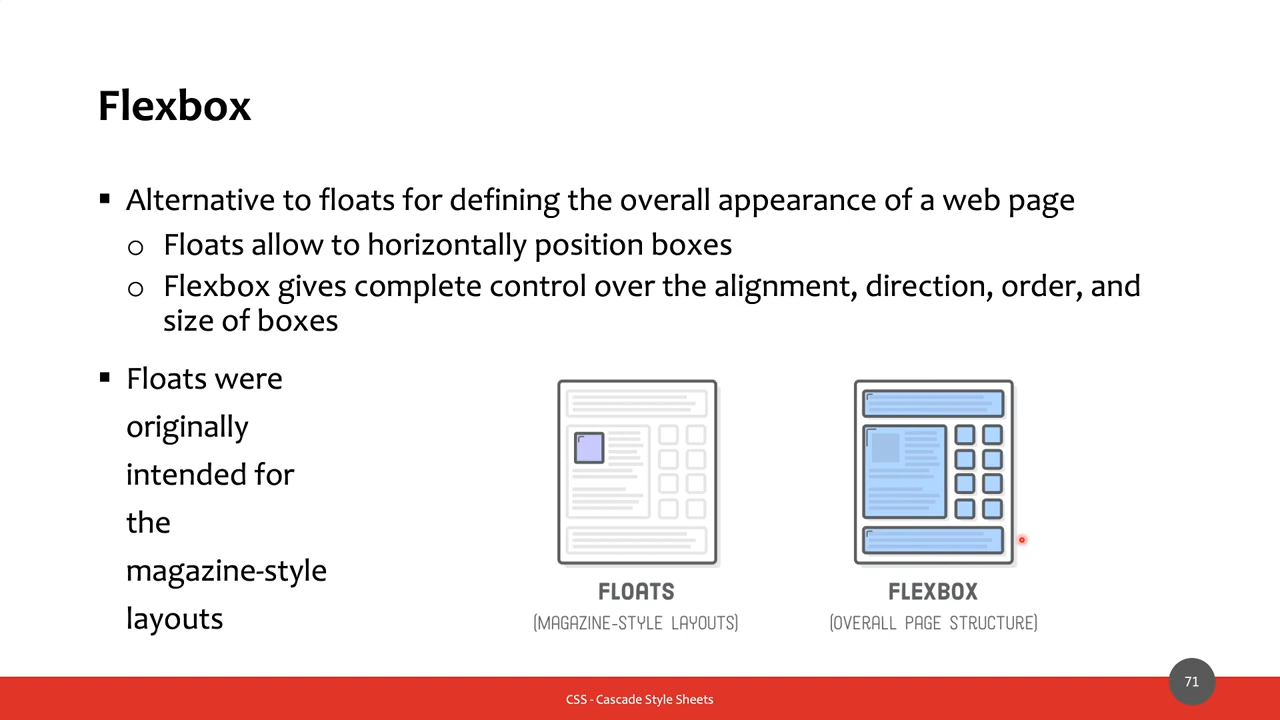 Flexbox
▪ Alternative to floats for defining the overall appearance of a web page
o Floats allow to horizontally position boxes
o Flexbox gives complete control over the alignment, direction, order, and
size of boxes
▪ Floats were
originally
intended for
the
magazine-style
layouts
FLOATS
(MAGAZINE-STYLE LAYOUTS)
FLEXBOX
(OVERALL PAGE STRUCTURE)
71
CSS - Cascade Style Sheets